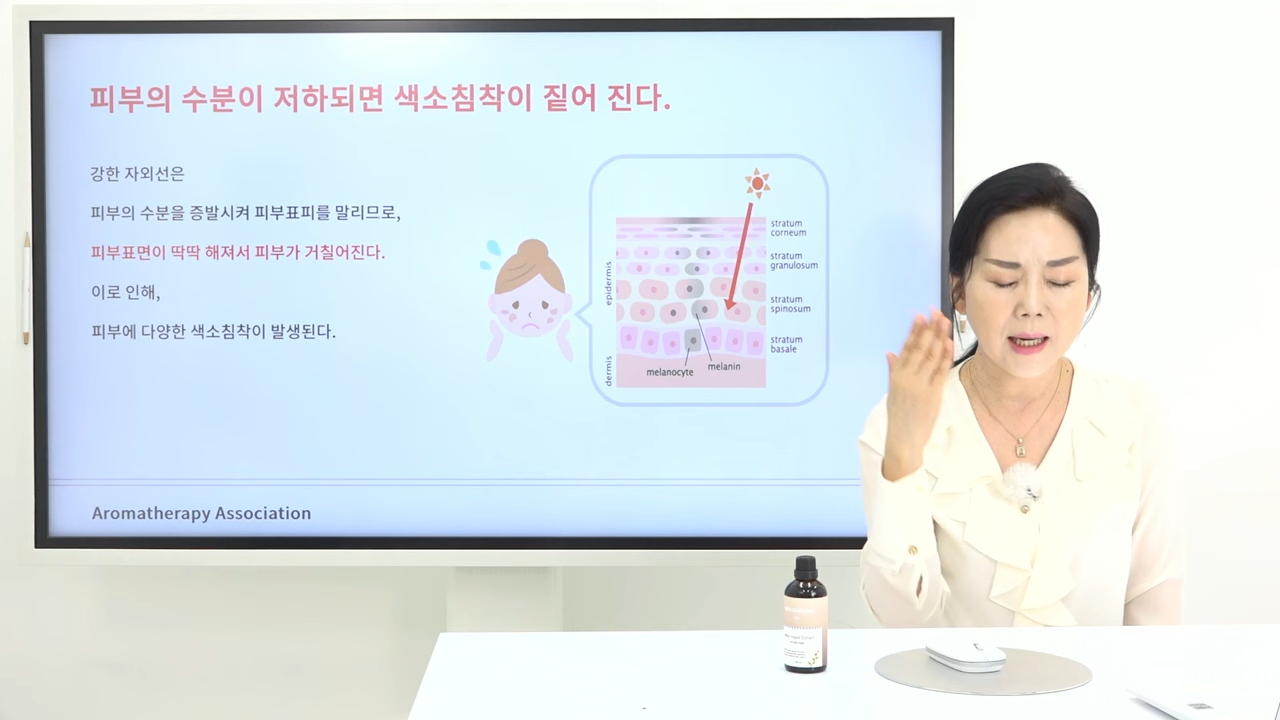 피부의 수분이 저하되면 색소침착이 짙어 진다.
강한 자외선은
피부의 수분을 증발시켜 피부표피를 말리므로,
피부표면이 딱딱 해져서 피부가 거칠어진다.
이로 인해,
피부에 다양한 색소침착이 발생된다.
stratum
corneum
stratum
granulosum
stratum
spinosum
stratum
basale
epidermis
dermis
melanocyte
melanin
Aromatherapy Association